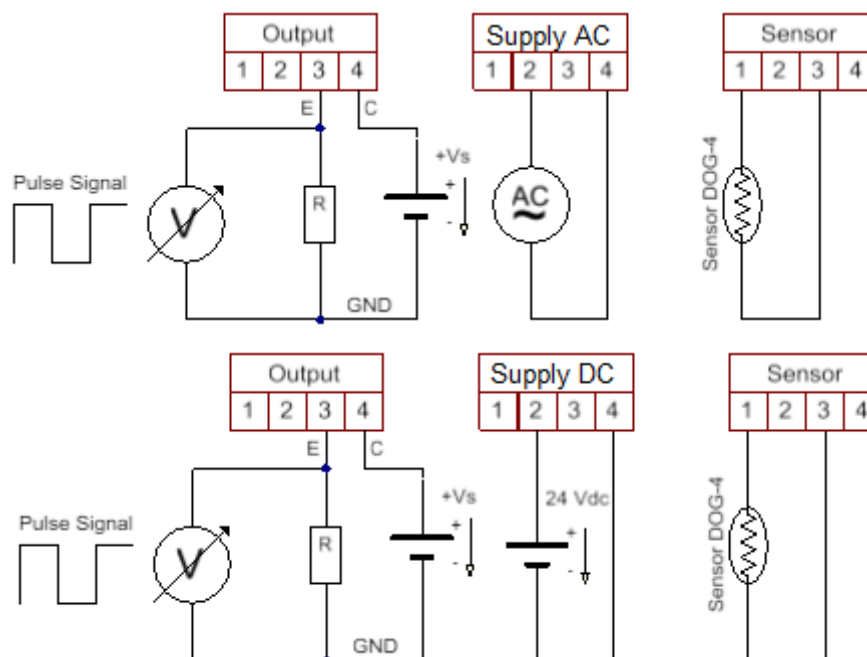 Output Supply AC Sensor
1 2 3 4 1 2 3 4 1 2 3 4
E C
+Vs
Pulse Signal + AC Sensor DOG-4
V R
-
GND
Output Supply DC Sensor
1 2 3 4 1 2 3 4 1 2 3 4
E C
+Vs 24 Vdc
Pulse Signal + + Sensor DOG-4
V R
- -
GND